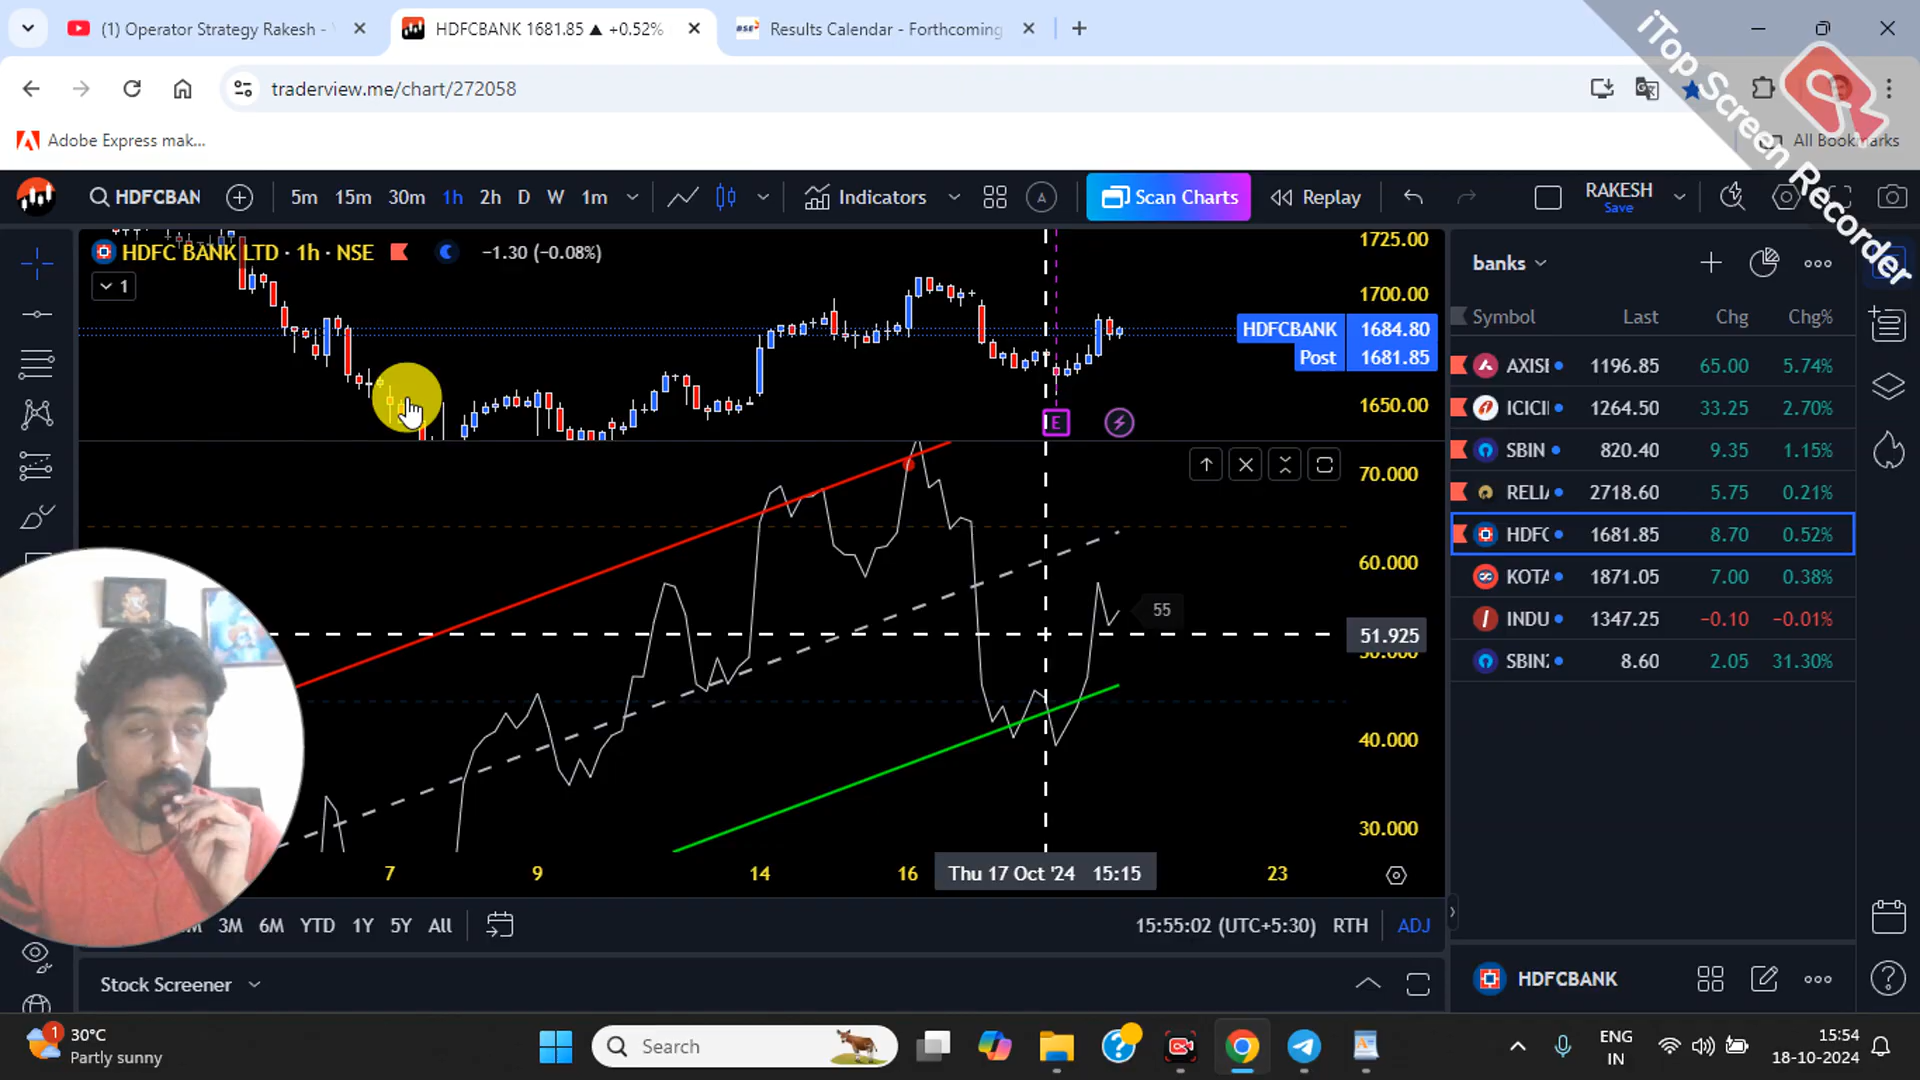 (1) Operator Strategy Rakesh -
HDFCBANK 1681.85 ▲ +0.52%
Results Calendar - Forthcoming
iTop Screen Recorder
traderview.me/chart/272058
Adobe Express mak...
All Bookmarks
HDFCBAN
5m 15m 30m 1h 2h D W 1m
Indicators
A
Scan Charts
Replay
RAKESH
Save
HDFC BANK LTD · 1h · NSE
−1.30 (−0.08%)
1
1725.00
1700.00
HDFCBANK 1684.80
Post 1681.85
1650.00
E
70.000
60.000
55
51.925
50.000
40.000
30.000
7 9 14 16 Thu 17 Oct '24 15:15 23
3M 6M YTD 1Y 5Y All
15:55:02 (UTC+5:30) RTH ADJ
Stock Screener
banks
Symbol Last Chg Chg%
AXISI 1196.85 65.00 5.74%
ICICII 1264.50 33.25 2.70%
SBIN 820.40 9.35 1.15%
RELIA 2718.60 5.75 0.21%
HDFC 1681.85 8.70 0.52%
KOTA 1871.05 7.00 0.38%
INDU 1347.25 −0.10 −0.01%
SBIN 8.60 2.05 31.30%
HDFCBANK
1
30°C
Partly sunny
Search
ENG
IN
15:54
18-10-2024